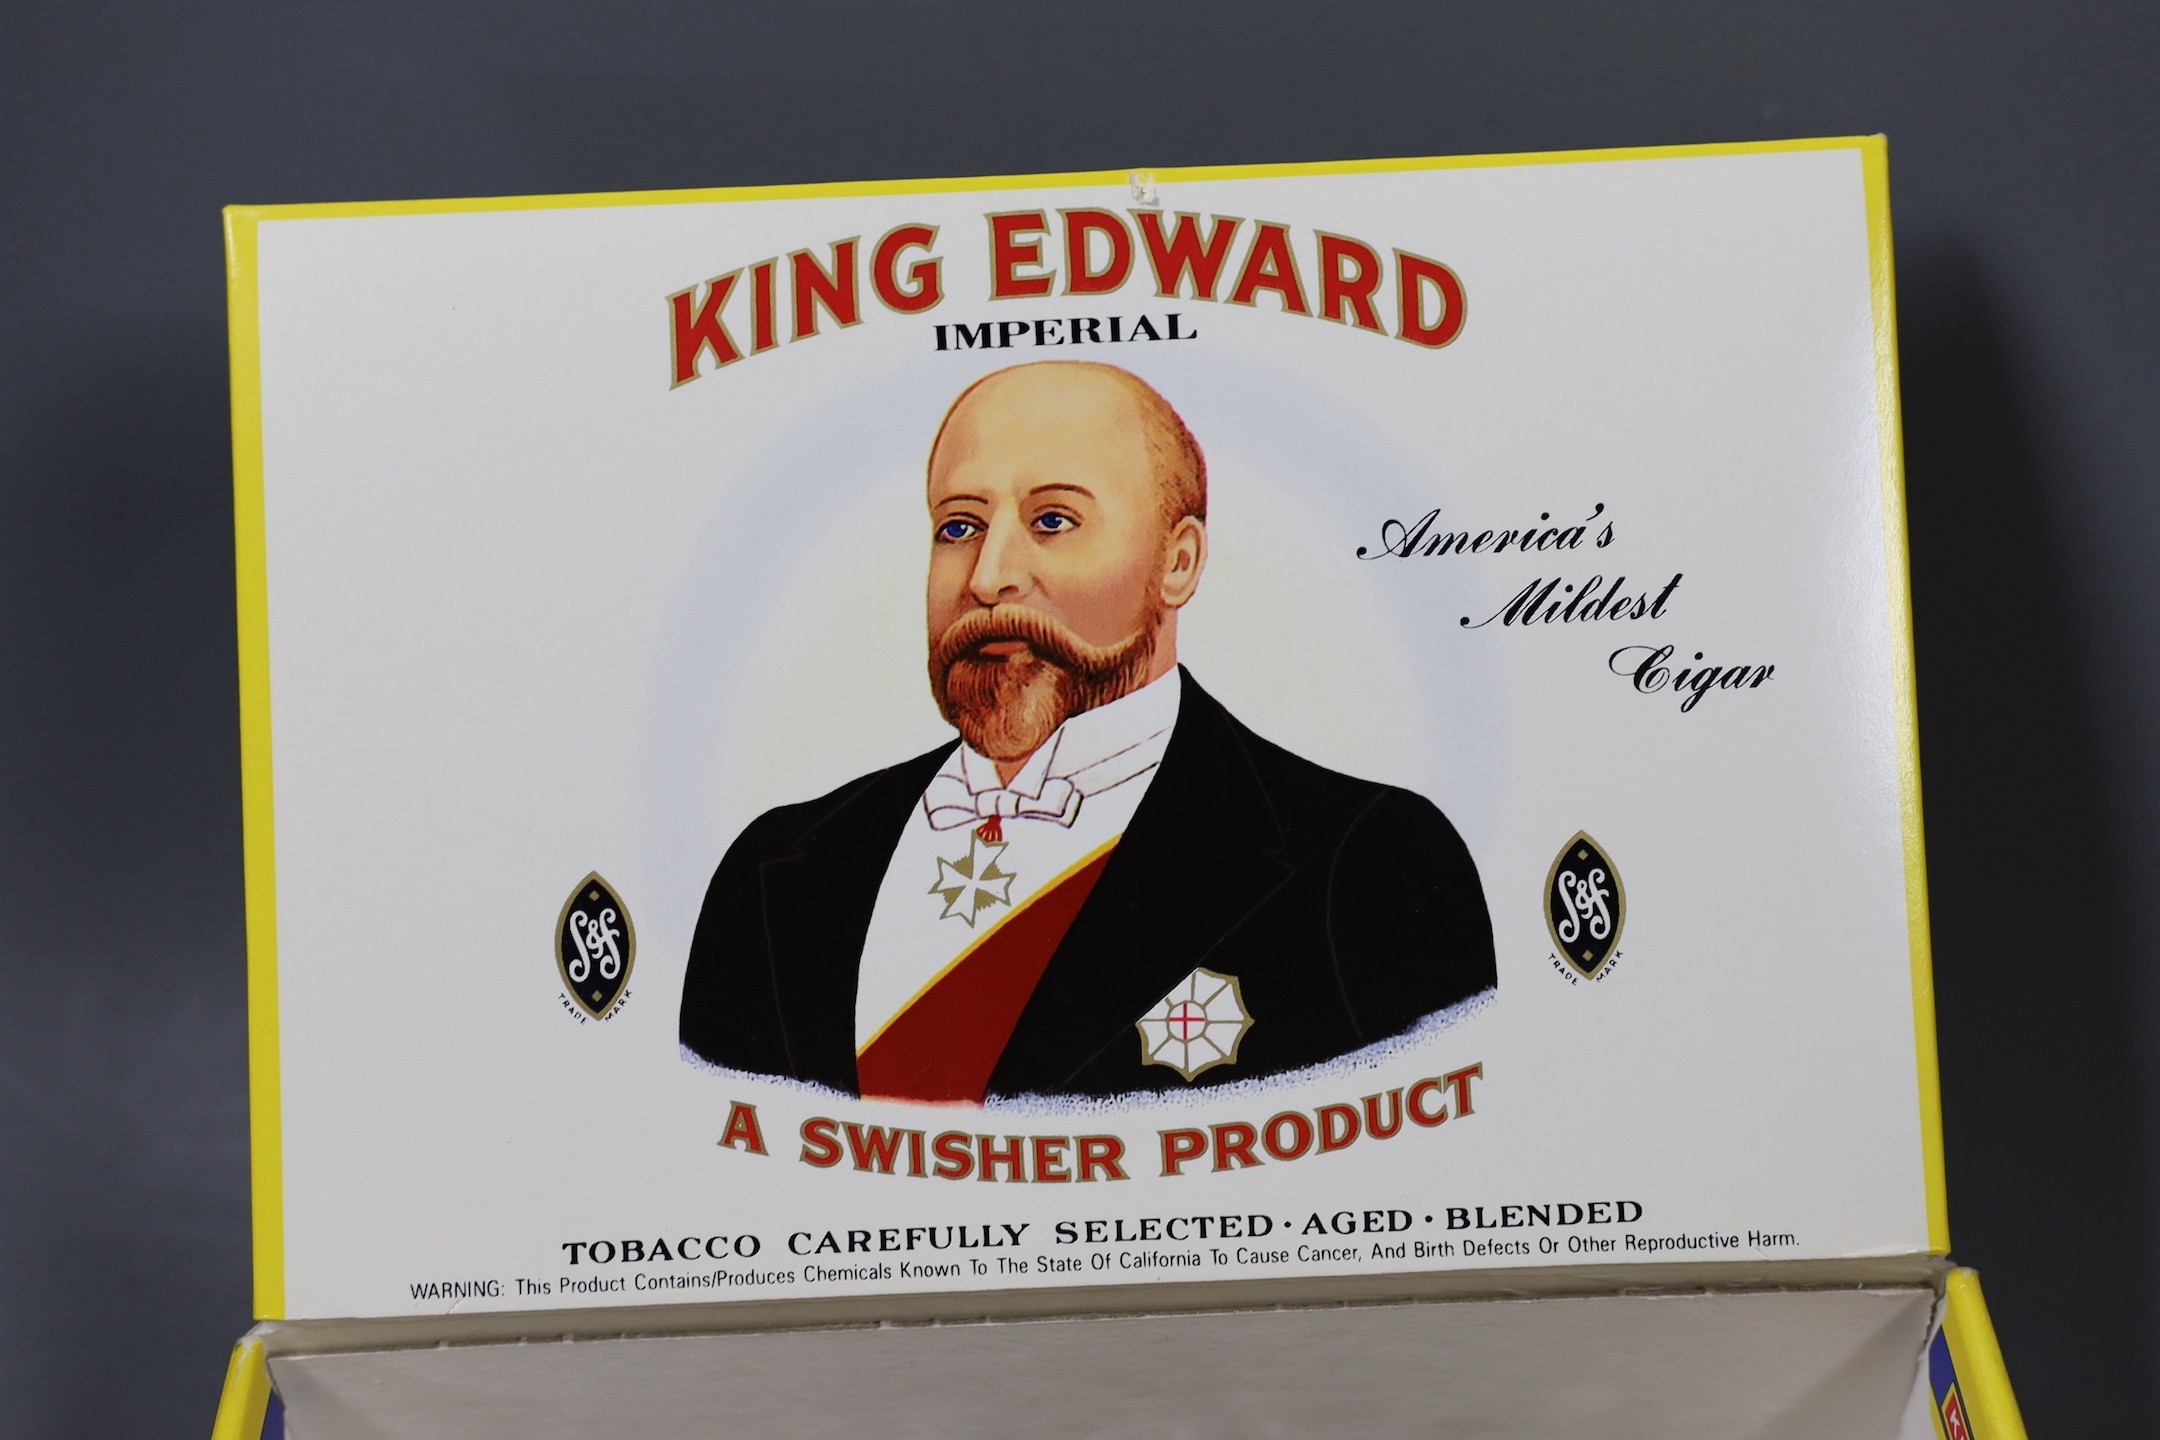 KING EDWARD
IMPERIAL
America's
Mildest
Cigar
S&S
TRADE MARK
S&S
TRADE MARK
A SWISHER PRODUCT
TOBACCO CAREFULLY SELECTED · AGED · BLENDED
WARNING: This Product Contains/Produces Chemicals Known To The State Of California To Cause Cancer, And Birth Defects Or Other Reproductive Harm.